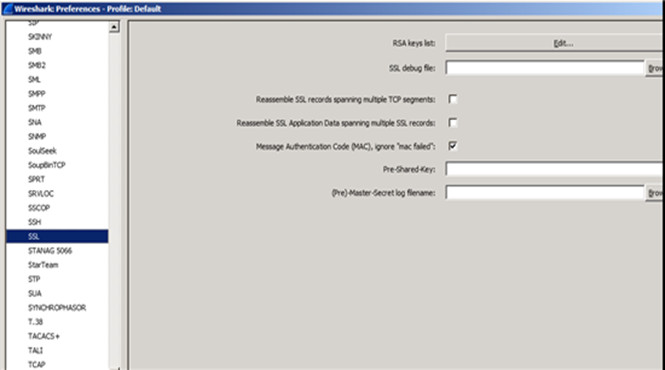 Wireshark: Preferences - Profile: Default
SIP
SKINNY
SMB
SMB2
SML
SMPP
SMTP
SNA
SNMP
SoulSeek
SoupBinTCP
SPRT
SRVLOC
SSCOP
SSH
SSL
STANAG 5066
StarTeam
STP
SUA
SYNCHROPHASOR
T.38
TACACS+
TALI
TCAP
RSA keys list:
Edit...
SSL debug file:
Brow
Reassemble SSL records spanning multiple TCP segments:
Reassemble SSL Application Data spanning multiple SSL records:
Message Authentication Code (MAC), ignore "mac failed":
Pre-Shared-Key:
(Pre)-Master-Secret log filename:
Brow